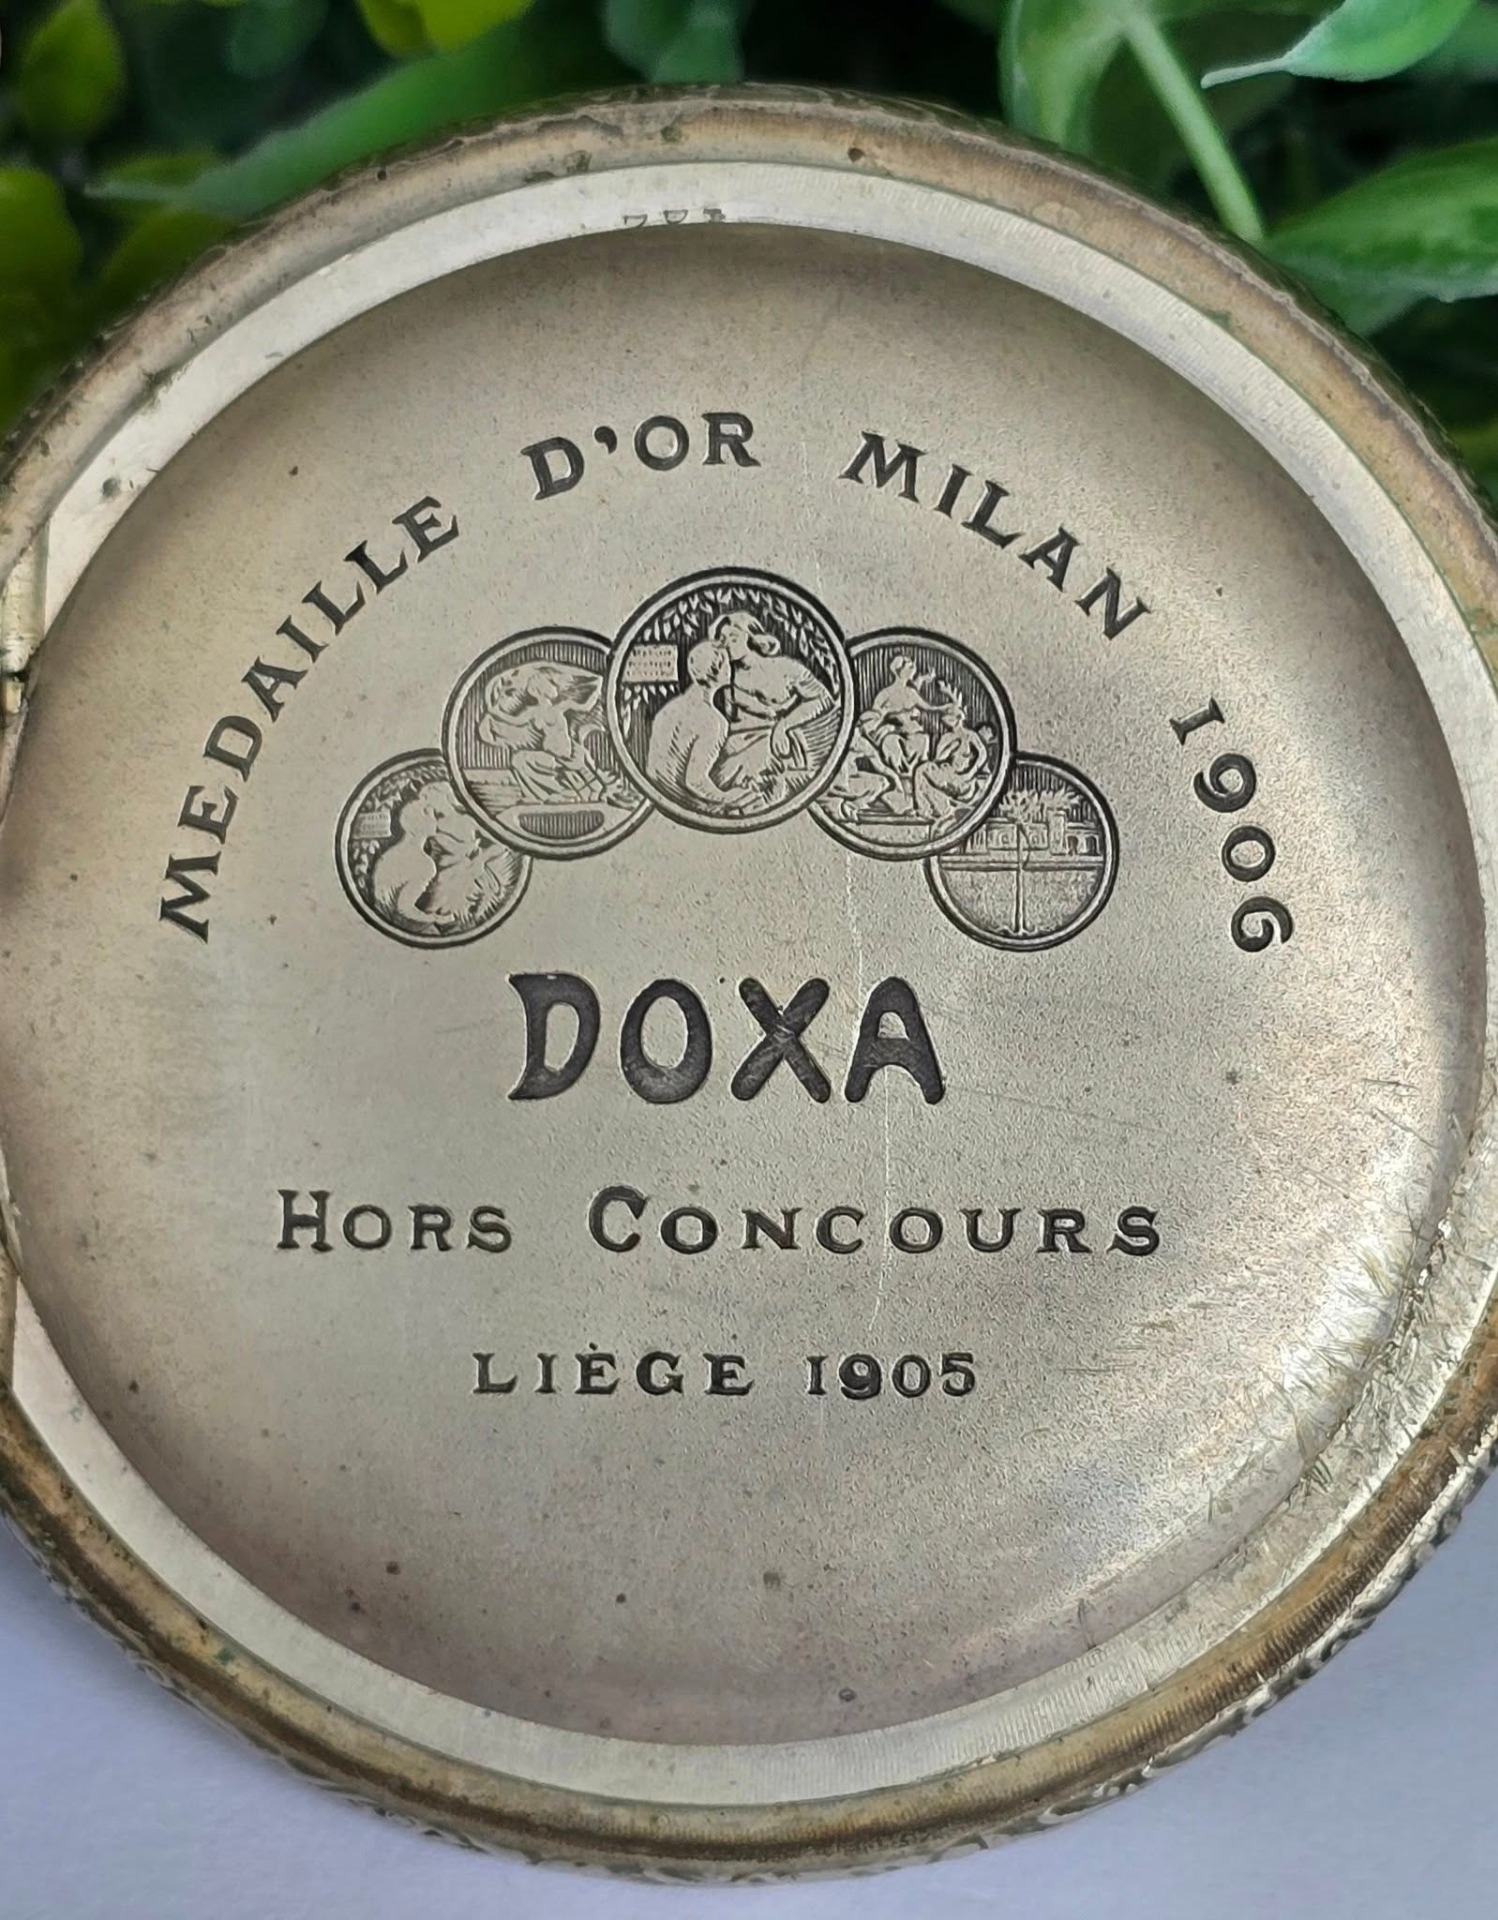 MEDAILLE D'OR MILAN 1906
DOXA
HORS CONCOURS
LIÈGE 1905